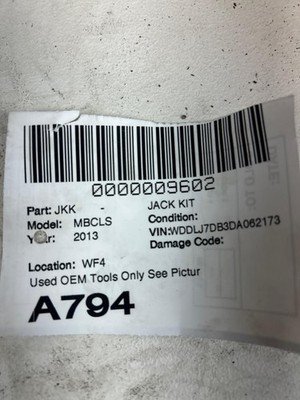 0000009602
Part: JKK - JACK KIT
Model: MBCLS Condition:
Year: 2013 VIN:WDDLJ7DB3DA062173
Damage Code:
Location: WF4
Used OEM Tools Only See Pictur
A794